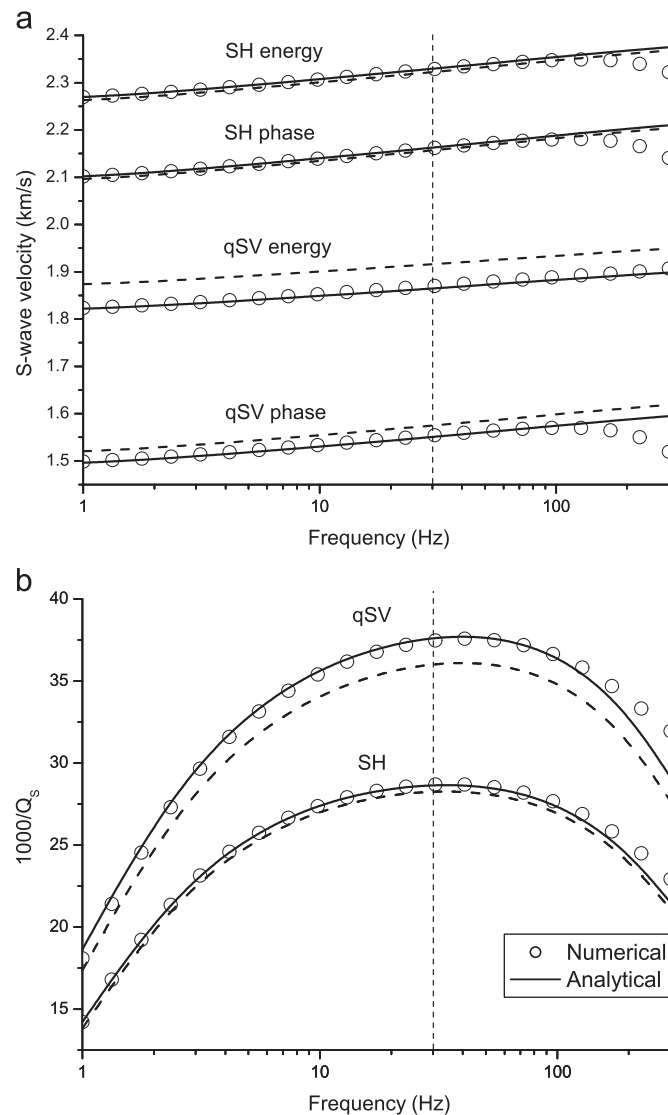 a
2.4
2.3
2.2
2.1
2.0
1.9
1.8
1.7
1.6
1.5
S-wave velocity (km/s)
SH energy
SH phase
qSV energy
qSV phase
1 10 100
Frequency (Hz)
b
40
35
30
25
20
15
1000/Qs
qSV
SH
Numerical
Analytical
1 10 100
Frequency (Hz)